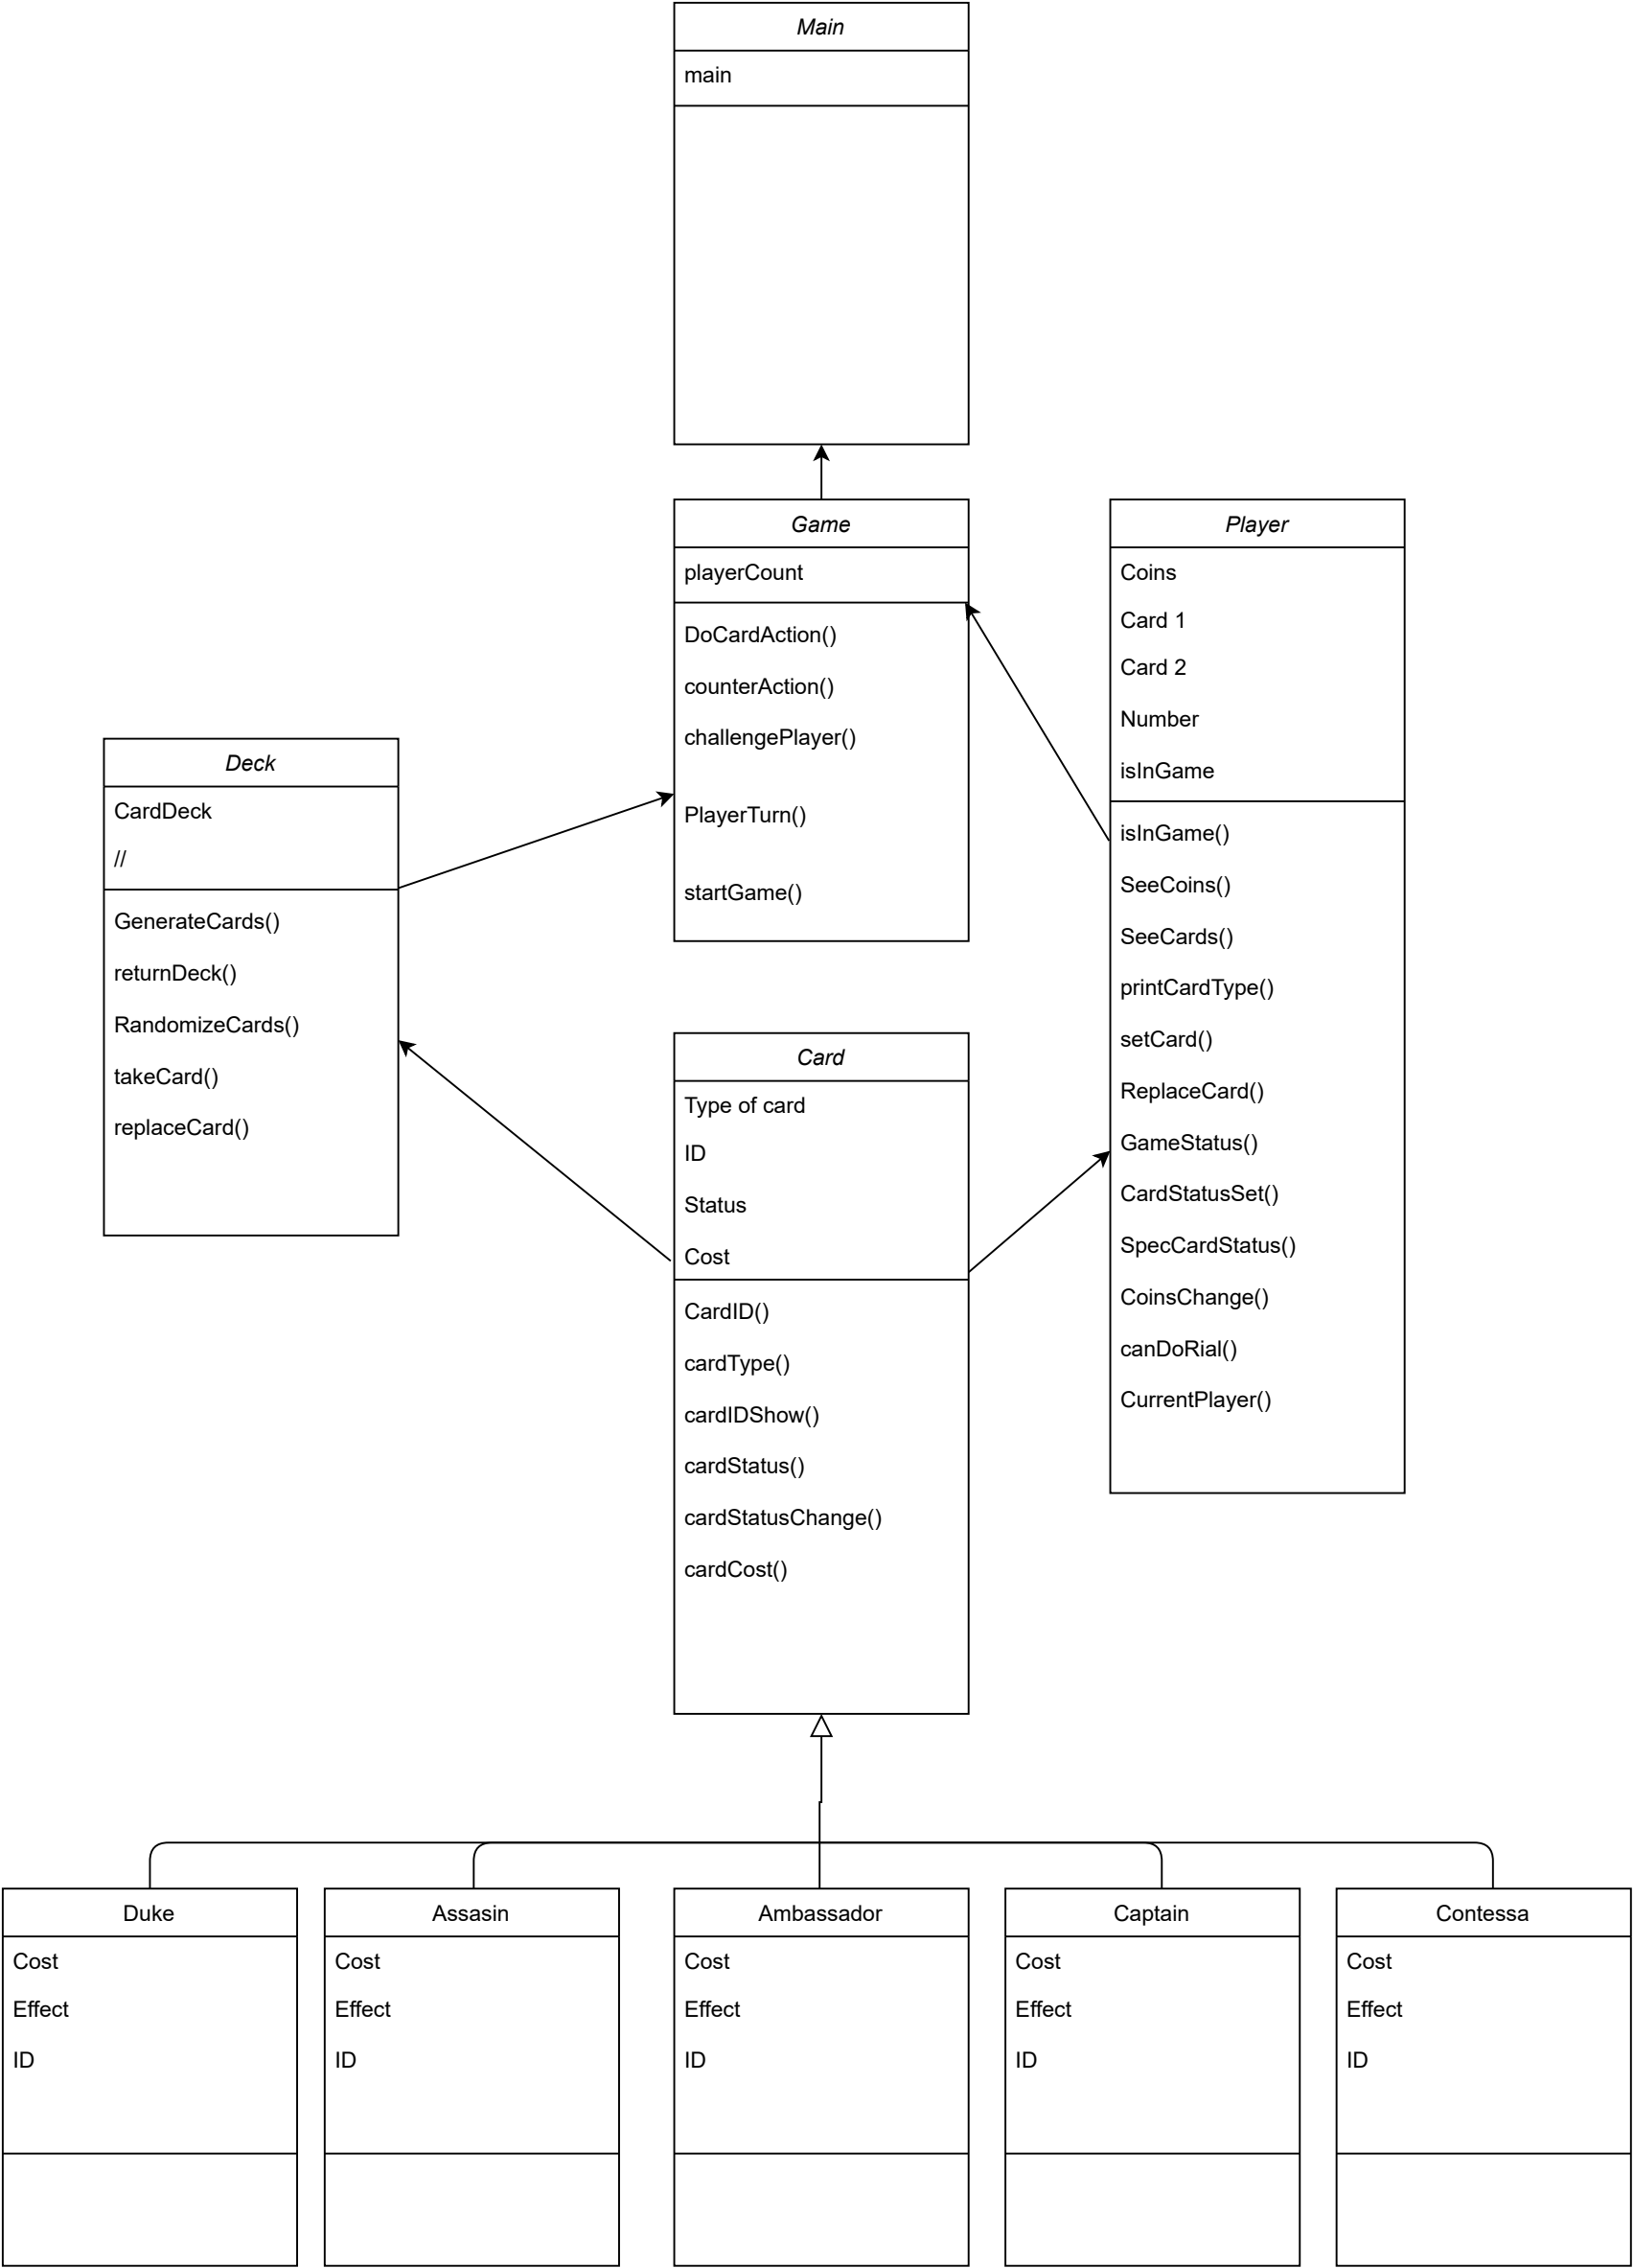 Main
main
Game
playerCount
DoCardAction()
counterAction()
challengePlayer()
PlayerTurn()
startGame()
Player
Coins
Card 1
Card 2
Number
isInGame
isInGame()
SeeCoins()
SeeCards()
printCardType()
setCard()
ReplaceCard()
GameStatus()
CardStatusSet()
SpecCardStatus()
CoinsChange()
canDoRial()
CurrentPlayer()
Deck
CardDeck
//
GenerateCards()
returnDeck()
RandomizeCards()
takeCard()
replaceCard()
Card
Type of card
ID
Status
Cost
CardID()
cardType()
cardIDShow()
cardStatus()
cardStatusChange()
cardCost()
Duke
Cost
Effect
ID
Assasin
Cost
Effect
ID
Ambassador
Cost
Effect
ID
Captain
Cost
Effect
ID
Contessa
Cost
Effect
ID